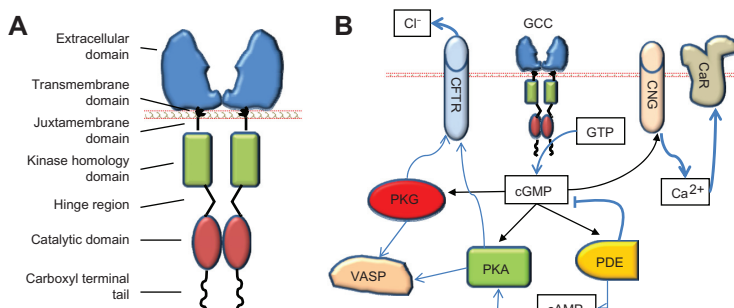 A
Extracellular
domain
Transmembrane
domain
Juxtamembrane
domain
Kinase homology
domain
Hinge region
Catalytic domain
Carboxyl terminal
tail
B
Cl⁻
GCC
CFTR
CNG
CaR
GTP
Ca²⁺
cGMP
PKG
VASP
PKA
PDE
cAMP